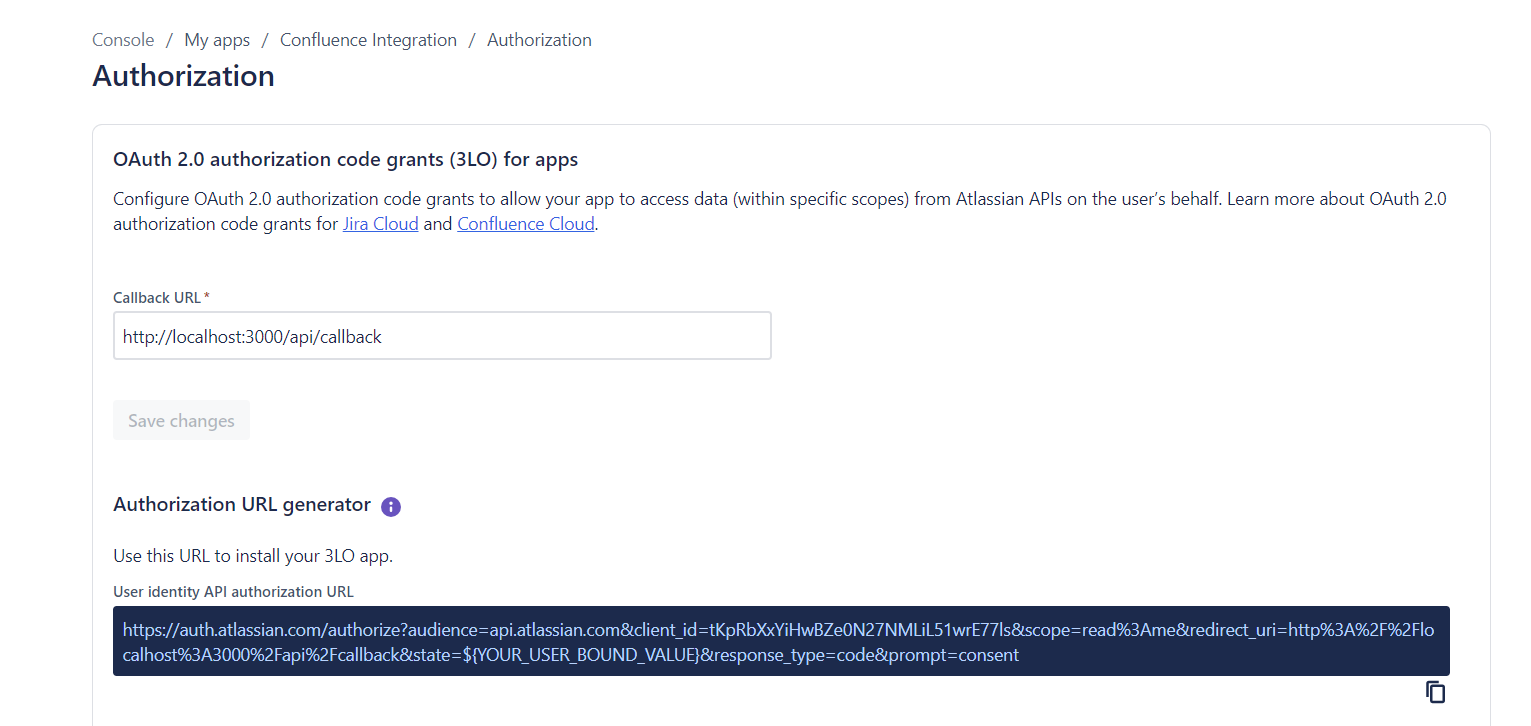 Console / My apps / Confluence Integration / Authorization
Authorization
OAuth 2.0 authorization code grants (3LO) for apps
Configure OAuth 2.0 authorization code grants to allow your app to access data (within specific scopes) from Atlassian APIs on the user’s behalf. Learn more about OAuth 2.0
authorization code grants for Jira Cloud and Confluence Cloud.
Callback URL*
http://localhost:3000/api/callback
Save changes
Authorization URL generator
Use this URL to install your 3LO app.
User identity API authorization URL
https://auth.atlassian.com/authorize?audience=api.atlassian.com&client_id=tKpRbXxYiHwBZe0N27NMLiL51wrE77ls&scope=read%3Ame&redirect_uri=http%3A%2F%2Flo
calhost%3A3000%2Fapi%2Fcallback&state=${YOUR_USER_BOUND_VALUE}&response_type=code&prompt=consent